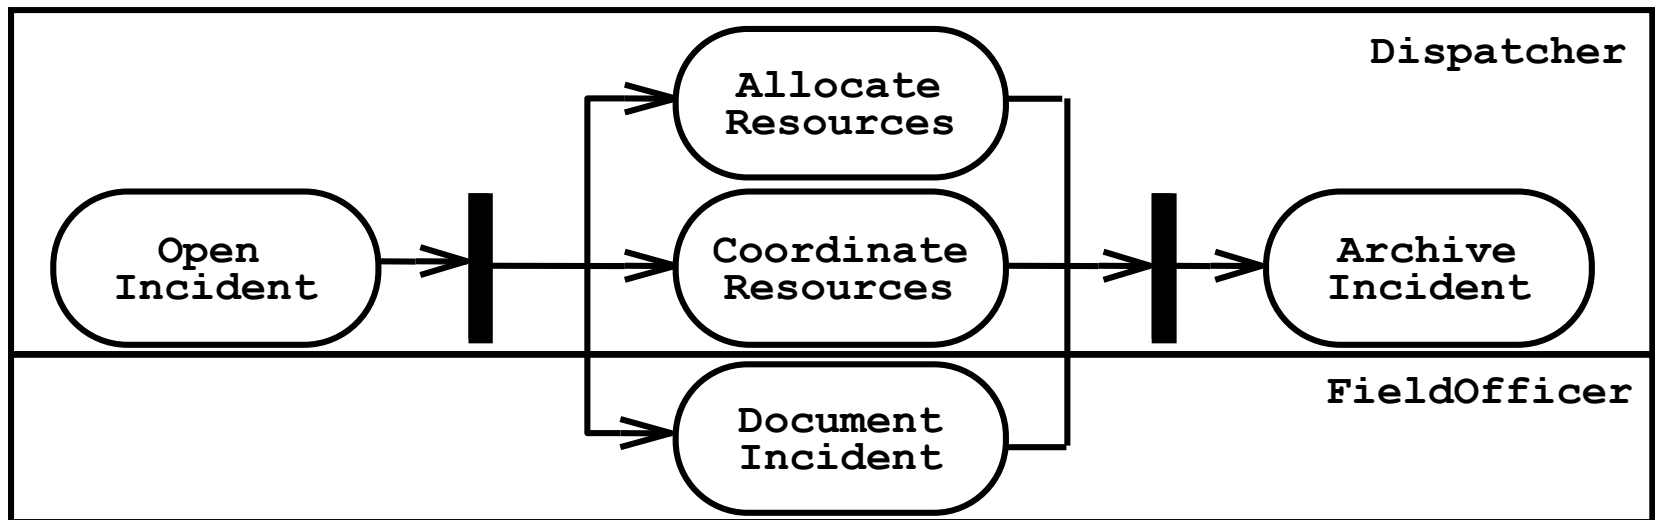 Dispatcher
Allocate
Resources
Open
Incident
Coordinate
Resources
Archive
Incident
FieldOfficer
Document
Incident